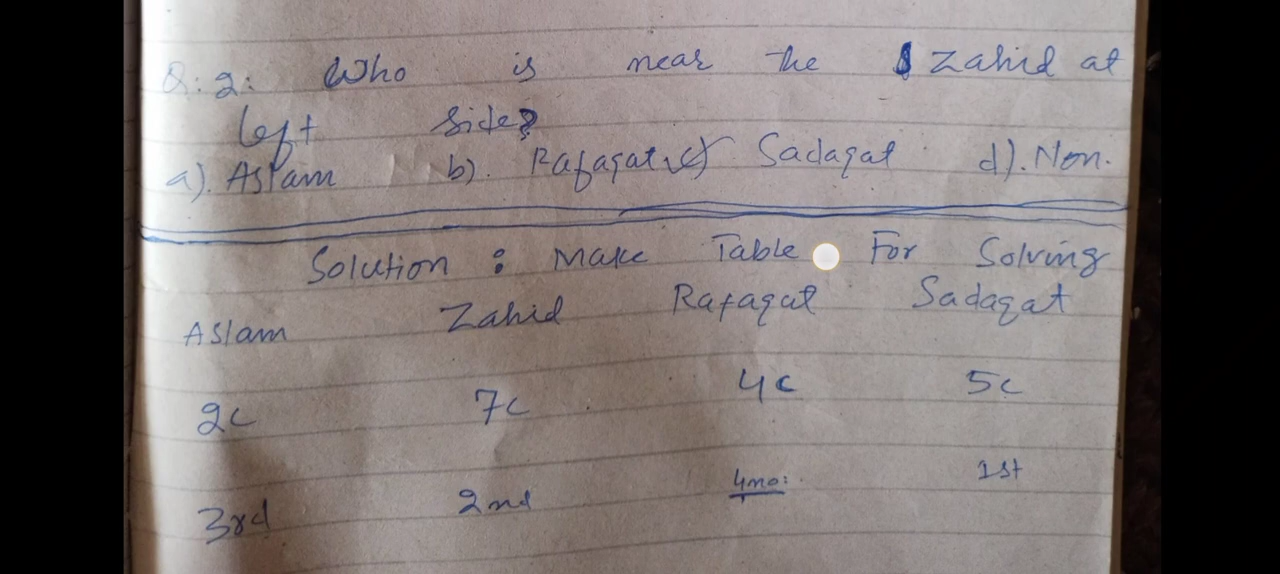 Q:2: Who is near the Zahid at
left side?
a). Aslam b). Rafaqat c) Sadaqat d). Non.
Solution : Make Table For Solving
Aslam Zahid Rafaqat Sadaqat
2c 7c 4c 5c
3rd 2nd 4no: 1st